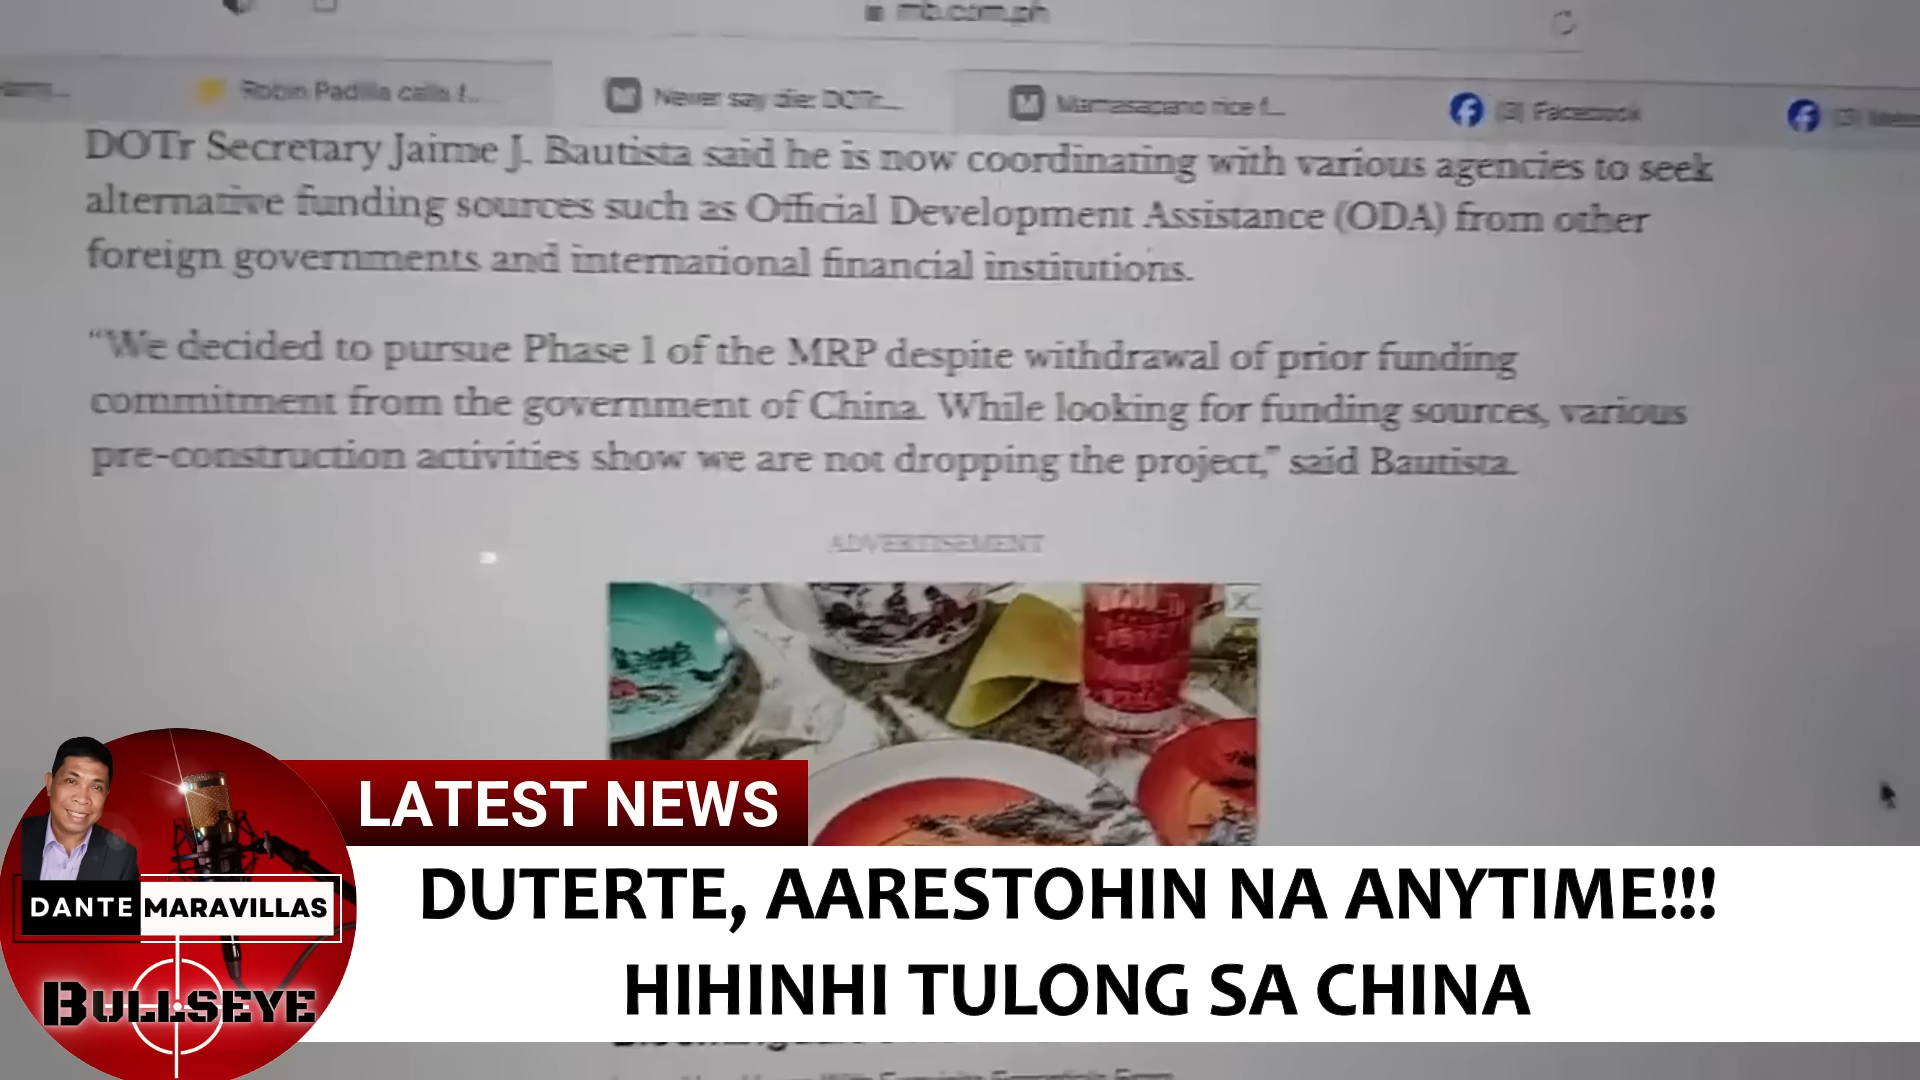 mb.com.ph
Robin Padilla calls f...
Never say die: DOTr...
Mamasapano rice f...
(3) Facebook
DOTr Secretary Jaime J. Bautista said he is now coordinating with various agencies to seek
alternative funding sources such as Official Development Assistance (ODA) from other
foreign governments and international financial institutions.
“We decided to pursue Phase 1 of the MRP despite withdrawal of prior funding
commitment from the government of China. While looking for funding sources, various
pre-construction activities show we are not dropping the project,” said Bautista.
ADVERTISEMENT
LATEST NEWS
DUTERTE, AARESTOHIN NA ANYTIME!!!
HIHINHI TULONG SA CHINA
DANTE MARAVILLAS
BULLSEYE